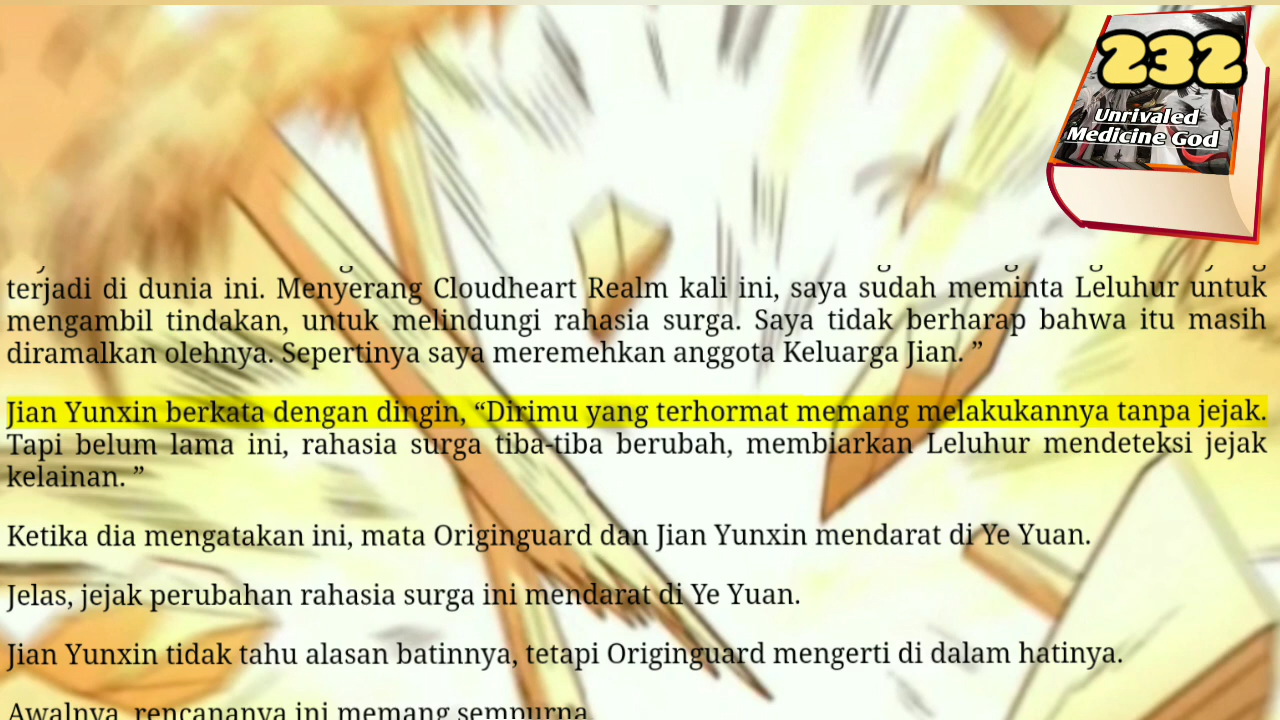 232
Unrivaled
Medicine God
terjadi di dunia ini. Menyerang Cloudheart Realm kali ini, saya sudah meminta Leluhur untuk
mengambil tindakan, untuk melindungi rahasia surga. Saya tidak berharap bahwa itu masih
diramalkan olehnya. Sepertinya saya meremehkan anggota Keluarga Jian. ”
Jian Yunxin berkata dengan dingin, “Dirimu yang terhormat memang melakukannya tanpa jejak.
Tapi belum lama ini, rahasia surga tiba-tiba berubah, membiarkan Leluhur mendeteksi jejak
kelainan. ”
Ketika dia mengatakan ini, mata Originguard dan Jian Yunxin mendarat di Ye Yuan.
Jelas, jejak perubahan rahasia surga ini mendarat di Ye Yuan.
Jian Yunxin tidak tahu alasan batinnya, tetapi Originguard mengerti di dalam hatinya.
Awalnya, rencananya ini memang sempurna